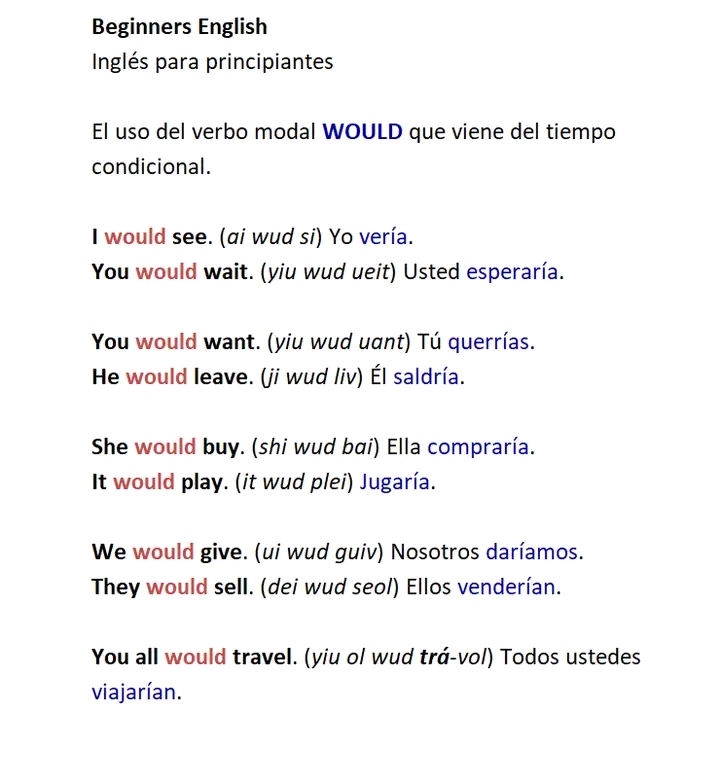 Beginners English
Inglés para principiantes
El uso del verbo modal WOULD que viene del tiempo
condicional.
I would see. (ai wud si) Yo vería.
You would wait. (yiu wud ueit) Usted esperaría.
You would want. (yiu wud uant) Tú querrías.
He would leave. (ji wud liv) Él saldría.
She would buy. (shi wud bai) Ella compraría.
It would play. (it wud plei) Jugaría.
We would give. (ui wud guiv) Nosotros daríamos.
They would sell. (dei wud seol) Ellos venderían.
You all would travel. (yiu ol wud trá-vol) Todos ustedes
viajarían.